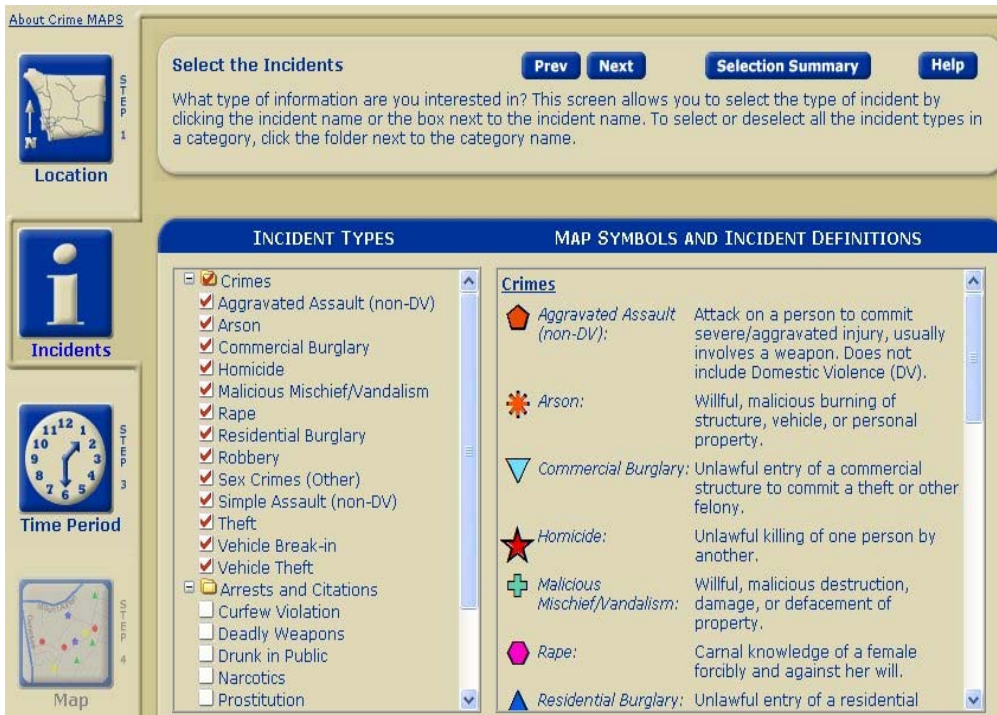 About Crime MAPS
STEP 1
Location
Incidents
11 12 1
10 2
9 3
8 4
7 6 5
STEP 3
Time Period
STEP 4
Map
Select the Incidents
Prev
Next
Selection Summary
Help
What type of information are you interested in? This screen allows you to select the type of incident by
clicking the incident name or the box next to the incident name. To select or deselect all the incident types in
a category, click the folder next to the category name.
INCIDENT TYPES
Crimes
Aggravated Assault (non-DV)
Arson
Commercial Burglary
Homicide
Malicious Mischief/Vandalism
Rape
Residential Burglary
Robbery
Sex Crimes (Other)
Simple Assault (non-DV)
Theft
Vehicle Break-in
Vehicle Theft
Arrests and Citations
Curfew Violation
Deadly Weapons
Drunk in Public
Narcotics
Prostitution
MAP SYMBOLS AND INCIDENT DEFINITIONS
Crimes
Aggravated Assault
(non-DV):
Attack on a person to commit
severe/aggravated injury, usually
involves a weapon. Does not
include Domestic Violence (DV).
Arson:
Willful, malicious burning of
structure, vehicle, or personal
property.
Commercial Burglary:
Unlawful entry of a commercial
structure to commit a theft or other
felony.
Homicide:
Unlawful killing of one person by
another.
Malicious
Mischief/Vandalism:
Willful, malicious destruction,
damage, or defacement of
property.
Rape:
Carnal knowledge of a female
forcibly and against her will.
Residential Burglary:
Unlawful entry of a residential
N